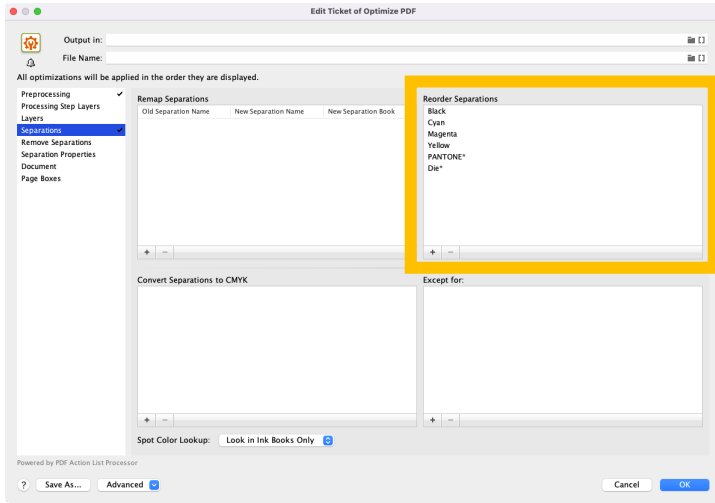 Edit Ticket of Optimize PDF
Output in:
File Name:
All optimizations will be applied in the order they are displayed.
Preprocessing
Processing Step Layers
Layers
Separations
Remove Separations
Separation Properties
Document
Page Boxes
Remap Separations
Old Separation Name New Separation Name New Separation Book
+ −
Reorder Separations
Black
Cyan
Magenta
Yellow
PANTONE*
Die*
+ −
Convert Separations to CMYK
+ −
Except for:
+ −
Spot Color Lookup: Look in Ink Books Only
Powered by PDF Action List Processor
? Save As... Advanced Cancel OK